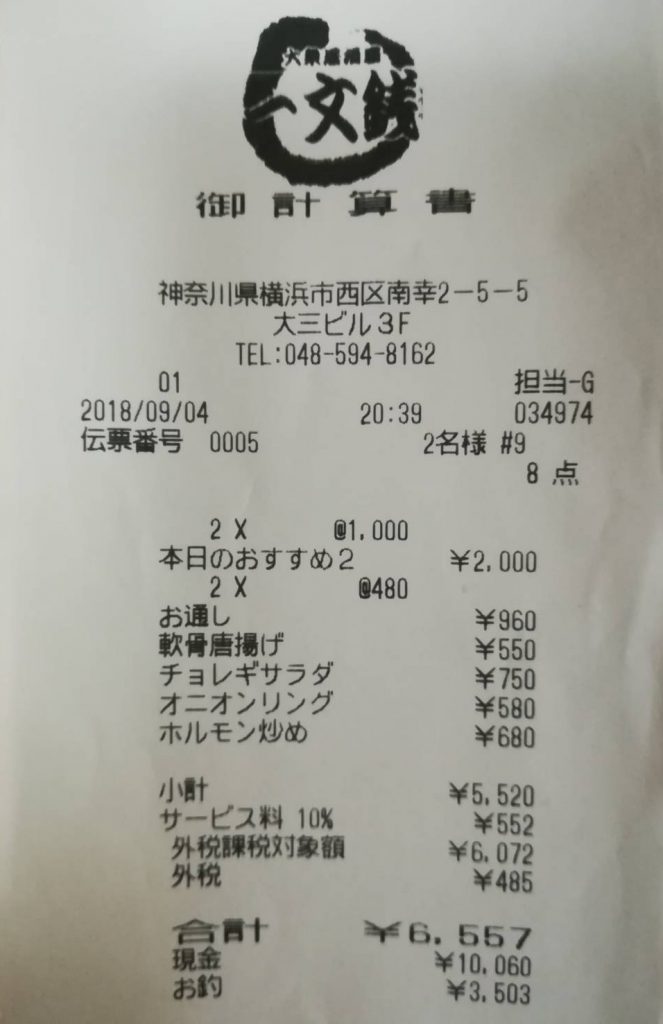 大衆居酒屋
一文銭
御計算書
神奈川県横浜市西区南幸2-5-5
大三ビル3F
TEL:048-594-8162
01 担当-G
2018/09/04 20:39 034974
伝票番号 0005 2名様 #9
8 点
2 X @1,000
本日のおすすめ2 ¥2,000
2 X @480
お通し ¥960
軟骨唐揚げ ¥550
チョレギサラダ ¥750
オニオンリング ¥580
ホルモン炒め ¥680
小計 ¥5,520
サービス料 10% ¥552
外税課税対象額 ¥6,072
外税 ¥485
合計 ¥6,557
現金 ¥10,060
お釣 ¥3,503